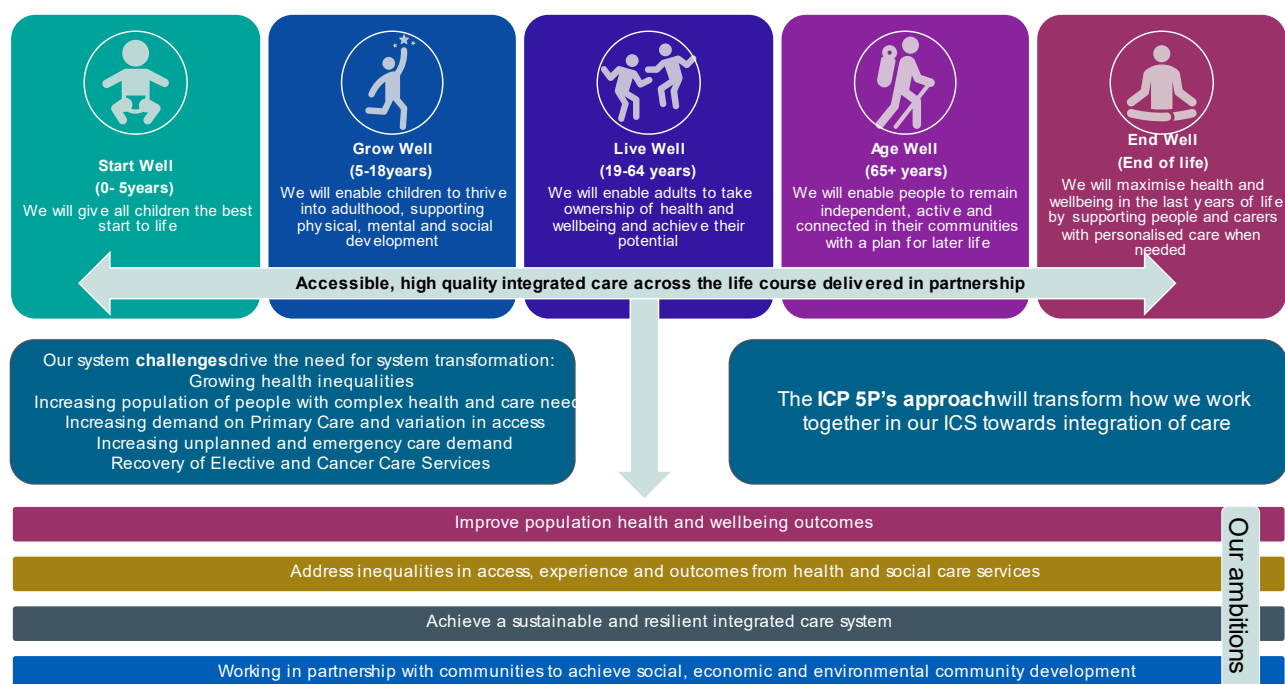 Start Well
(0- 5years)
We will give all children the best
start to life
Grow Well
(5-18years)
We will enable children to thrive
into adulthood, supporting
physical, mental and social
development
Live Well
(19-64 years)
We will enable adults to take
ownership of health and
wellbeing and achieve their
potential
Age Well
(65+ years)
We will enable people to remain
independent, active and
connected in their communities
with a plan for later life
End Well
(End of life)
We will maximise health and
wellbeing in the last years of life
by supporting people and carers
with personalised care when
needed
Accessible, high quality integrated care across the life course delivered in partnership
Our system challenges drive the need for system transformation:
Growing health inequalities
Increasing population of people with complex health and care need
Increasing demand on Primary Care and variation in access
Increasing unplanned and emergency care demand
Recovery of Elective and Cancer Care Services
The ICP 5P's approach will transform how we work
together in our ICS towards integration of care
Improve population health and wellbeing outcomes
Address inequalities in access, experience and outcomes from health and social care services
Achieve a sustainable and resilient integrated care system
Working in partnership with communities to achieve social, economic and environmental community development
Our ambitions